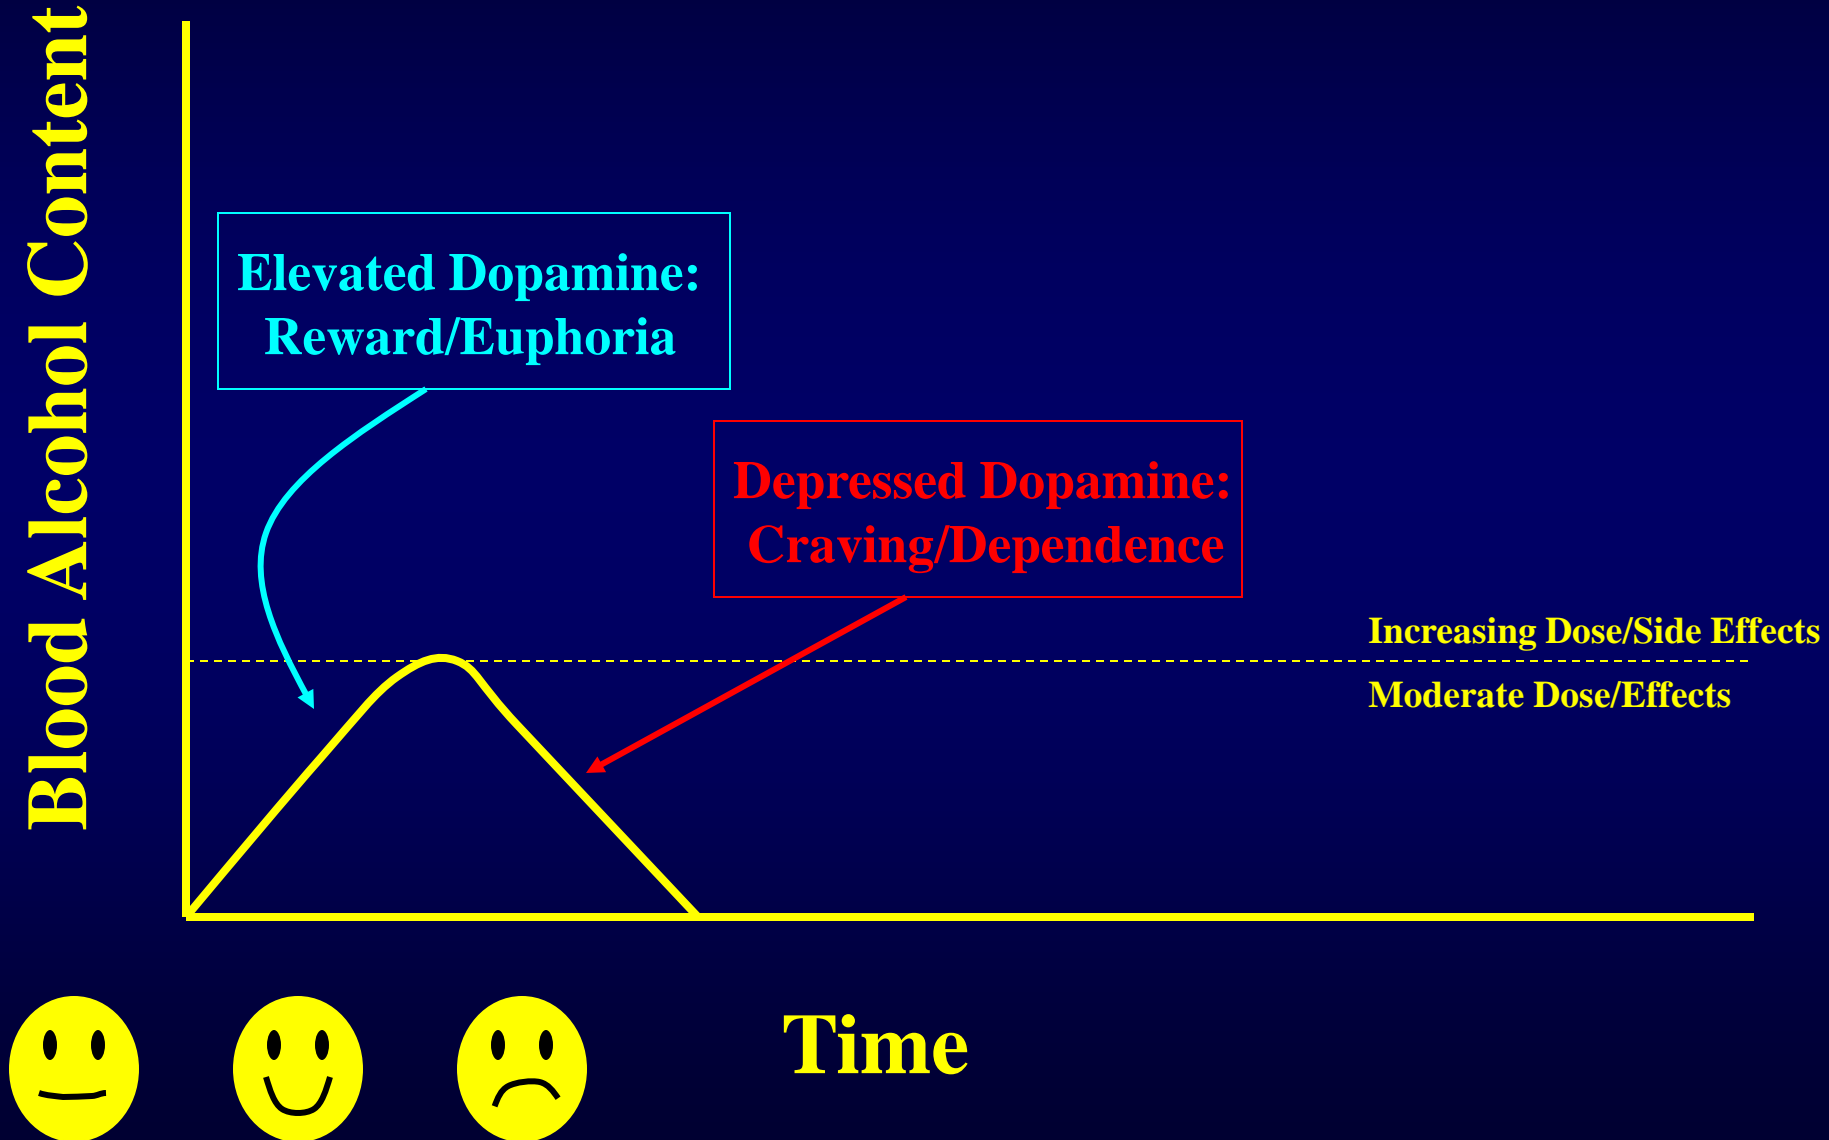 Blood Alcohol Content
Elevated Dopamine:
Reward/Euphoria
Depressed Dopamine:
Craving/Dependence
Increasing Dose/Side Effects
Moderate Dose/Effects
Time